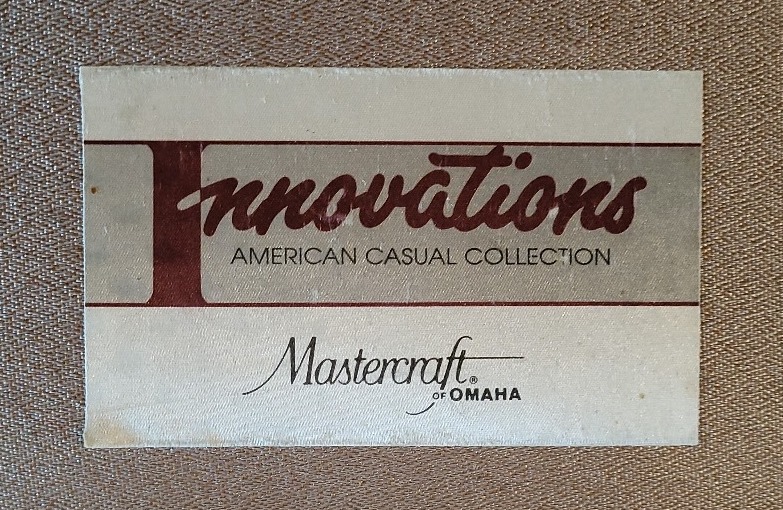 Innovations
AMERICAN CASUAL COLLECTION
Mastercraft®
OF OMAHA